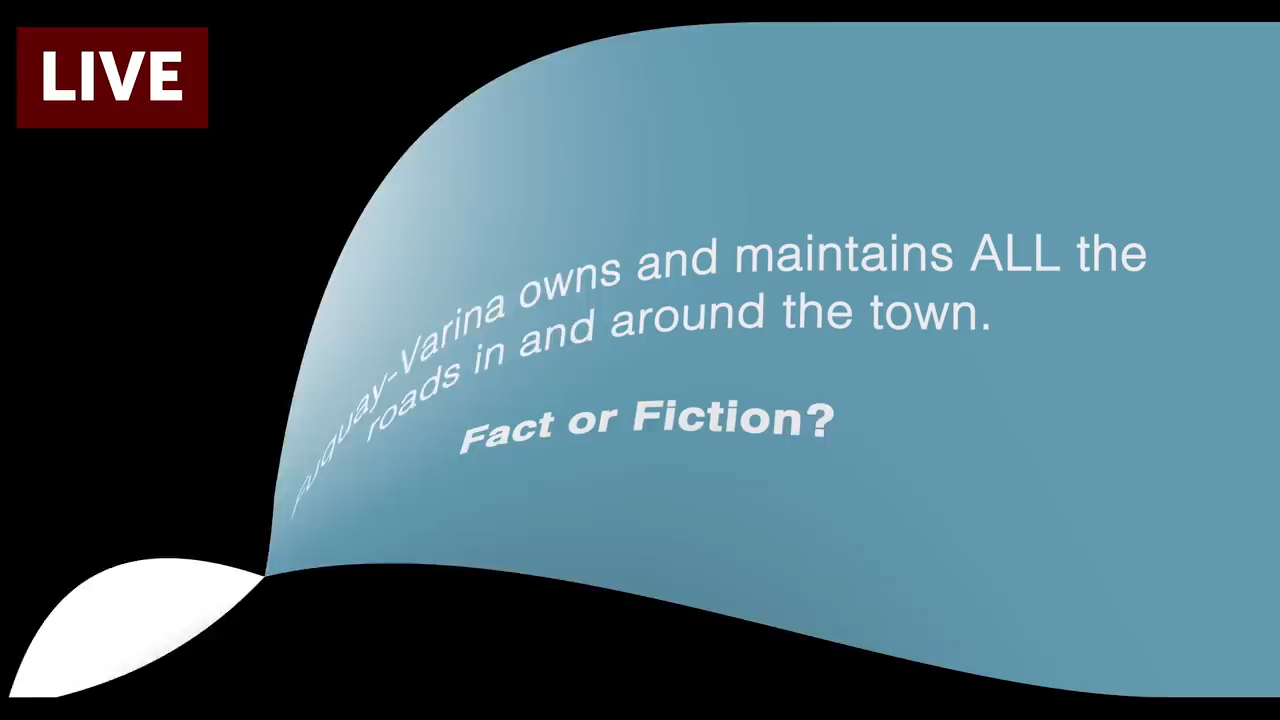 LIVE
Fuquay-Varina owns and maintains ALL the
roads in and around the town.
Fact or Fiction?